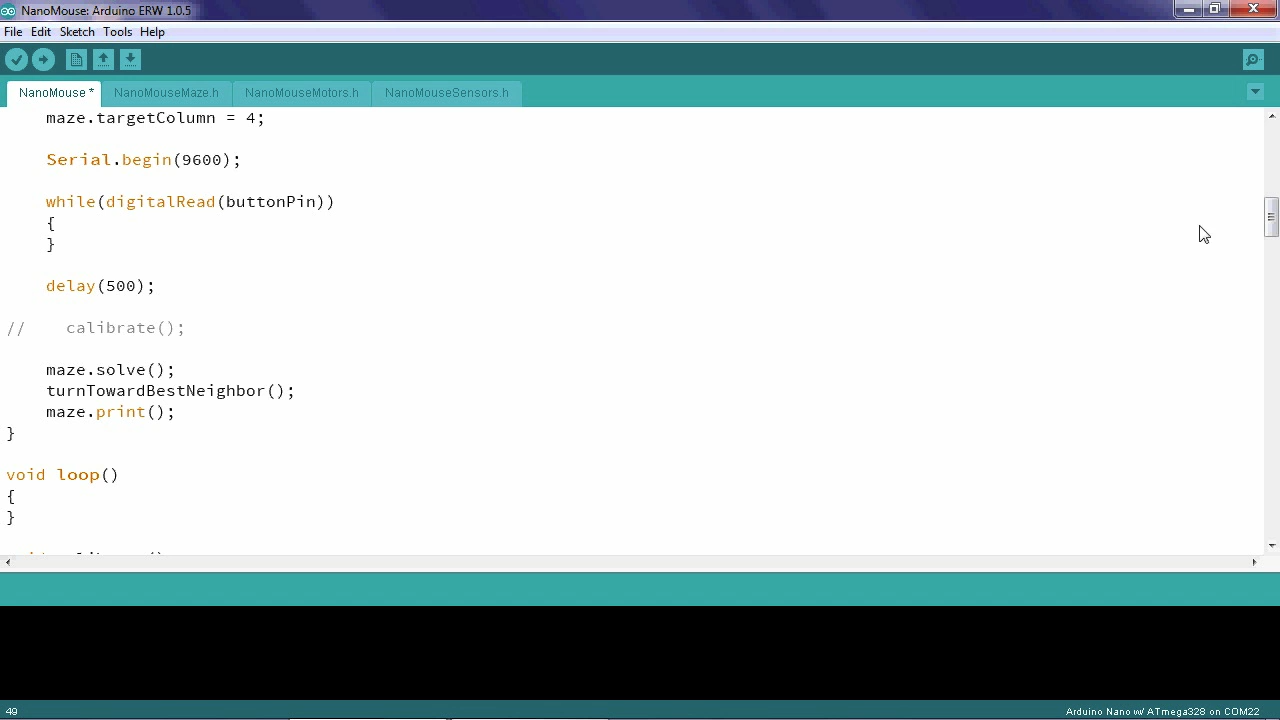 NanoMouse: Arduino ERW 1.0.5
File Edit Sketch Tools Help
NanoMouse * NanoMouseMaze.h NanoMouseMotors.h NanoMouseSensors.h
maze.targetColumn = 4;
Serial.begin(9600);
while(digitalRead(buttonPin))
{
}
delay(500);
// calibrate();
maze.solve();
turnTowardBestNeighbor();
maze.print();
}
void loop()
{
}
49
Arduino Nano w/ ATmega328 on COM22